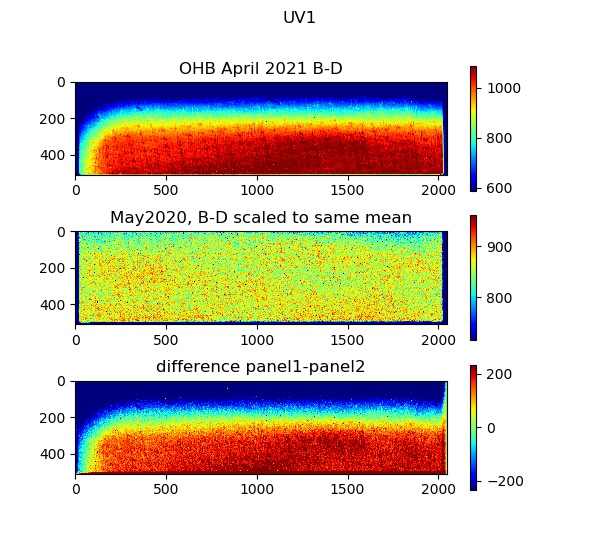 UV1
OHB April 2021 B-D
0
200
400
0 500 1000 1500 2000
1000
800
600
May2020, B-D scaled to same mean
0
200
400
0 500 1000 1500 2000
900
800
difference panel1-panel2
0
200
400
0 500 1000 1500 2000
200
0
−200